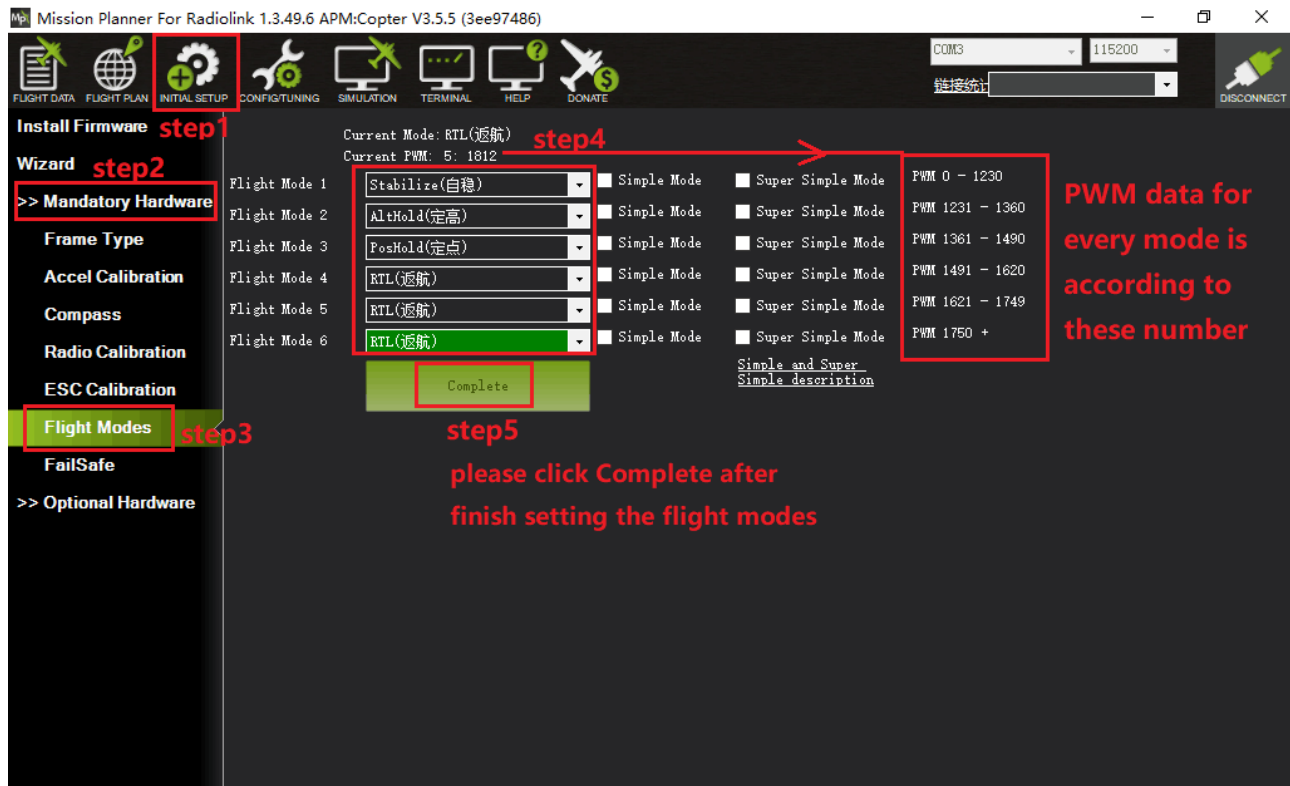 Mission Planner For Radiolink 1.3.49.6 APM:Copter V3.5.5 (3ee97486)
FLIGHT DATA FLIGHT PLAN INITIAL SETUP CONFIG/TUNING SIMULATION TERMINAL HELP DONATE
COM3 115200
链接统计
DISCONNECT
Install Firmware step1
Wizard step2
>> Mandatory Hardware
Frame Type
Accel Calibration
Compass
Radio Calibration
ESC Calibration
Flight Modes step3
FailSafe
>> Optional Hardware
Current Mode: RTL(返航)
step4
Current PWM: 5: 1812
Flight Mode 1 Stabilize(自稳) Simple Mode Super Simple Mode PWM 0 - 1230
Flight Mode 2 AltHold(定高) Simple Mode Super Simple Mode PWM 1231 - 1360
Flight Mode 3 PosHold(定点) Simple Mode Super Simple Mode PWM 1361 - 1490
Flight Mode 4 RTL(返航) Simple Mode Super Simple Mode PWM 1491 - 1620
Flight Mode 5 RTL(返航) Simple Mode Super Simple Mode PWM 1621 - 1749
Flight Mode 6 RTL(返航) Simple Mode Super Simple Mode PWM 1750 +
PWM data for
every mode is
according to
these number
Simple and Super
Simple description
Complete
step5
please click Complete after
finish setting the flight modes